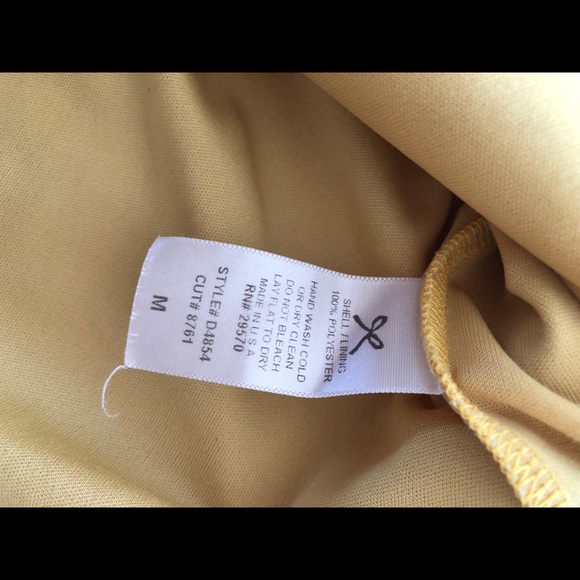 SHELL / LINING
100% POLYESTER
HAND WASH COLD
OR DRY CLEAN
DO NOT BLEACH
LAY FLAT TO DRY
MADE IN U S A
RN# 29570
STYLE# D4854
CUT# 8761
M